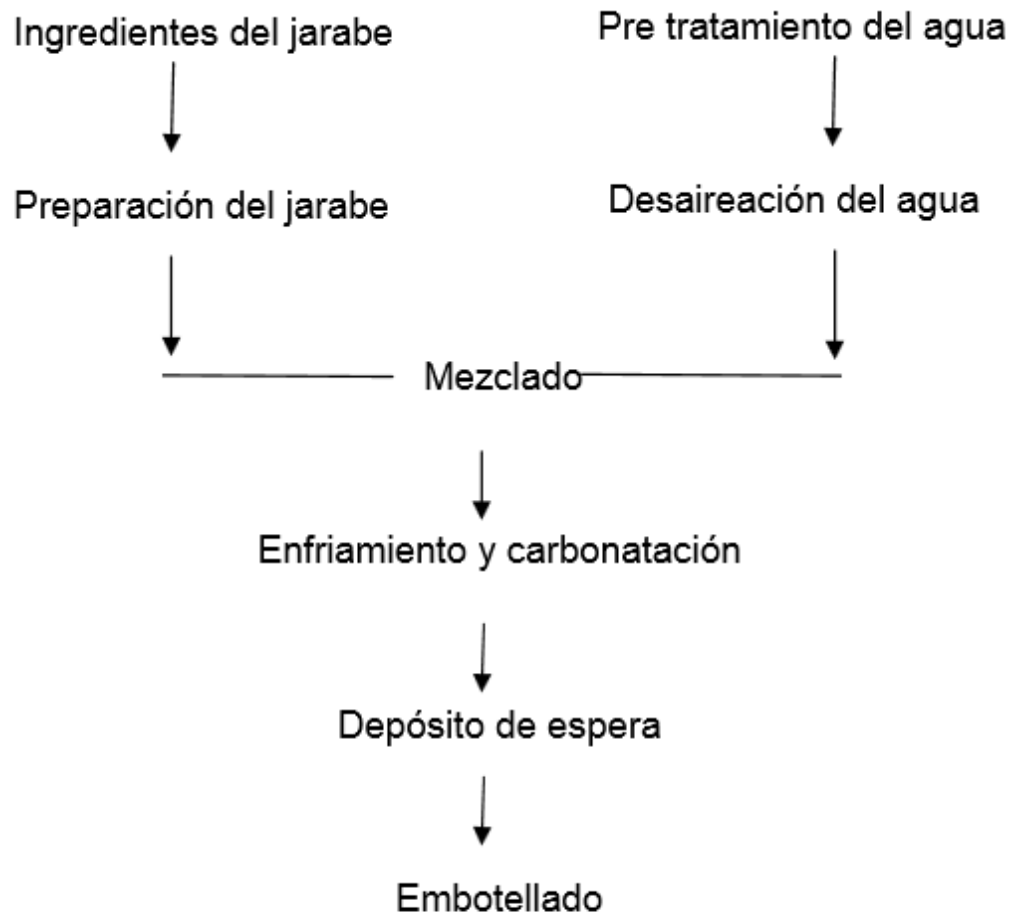 Ingredientes del jarabe
Pre tratamiento del agua
Preparación del jarabe
Desaireación del agua
Mezclado
Enfriamiento y carbonatación
Depósito de espera
Embotellado